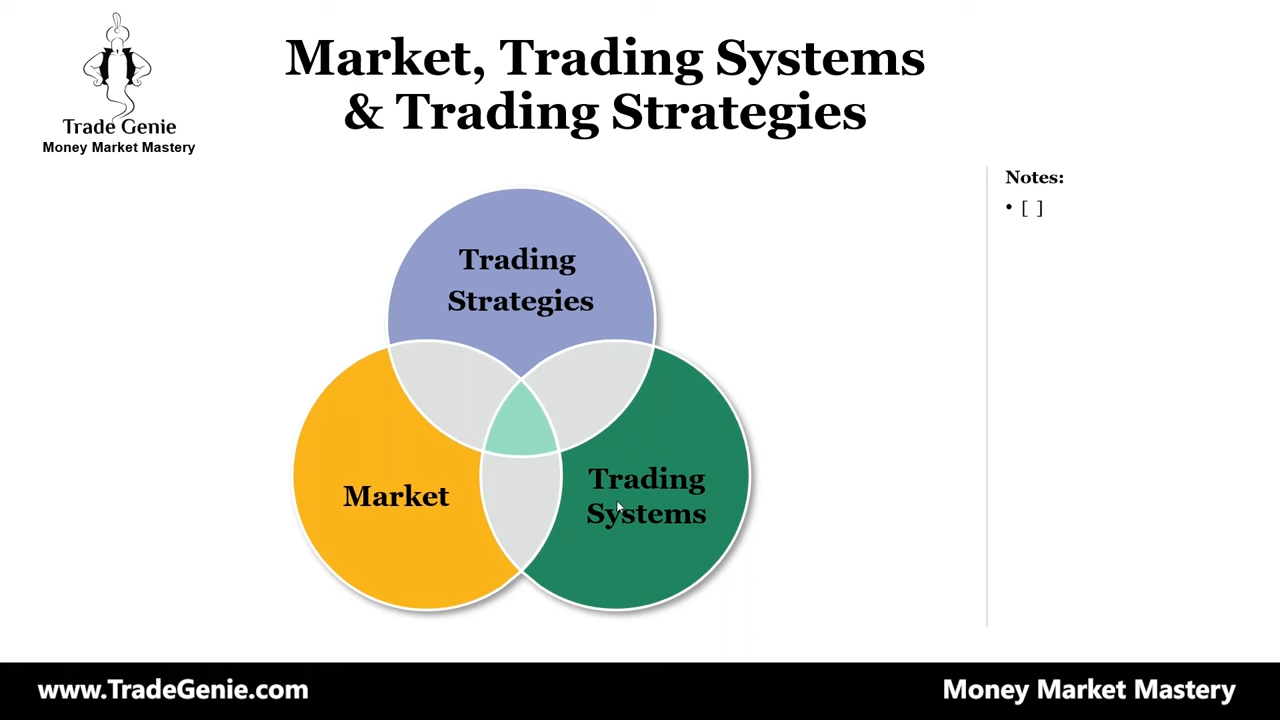 Market, Trading Systems
& Trading Strategies
Trade Genie
Money Market Mastery
Notes:
• [ ]
Trading
Strategies
Market
Trading
Systems
www.TradeGenie.com
Money Market Mastery